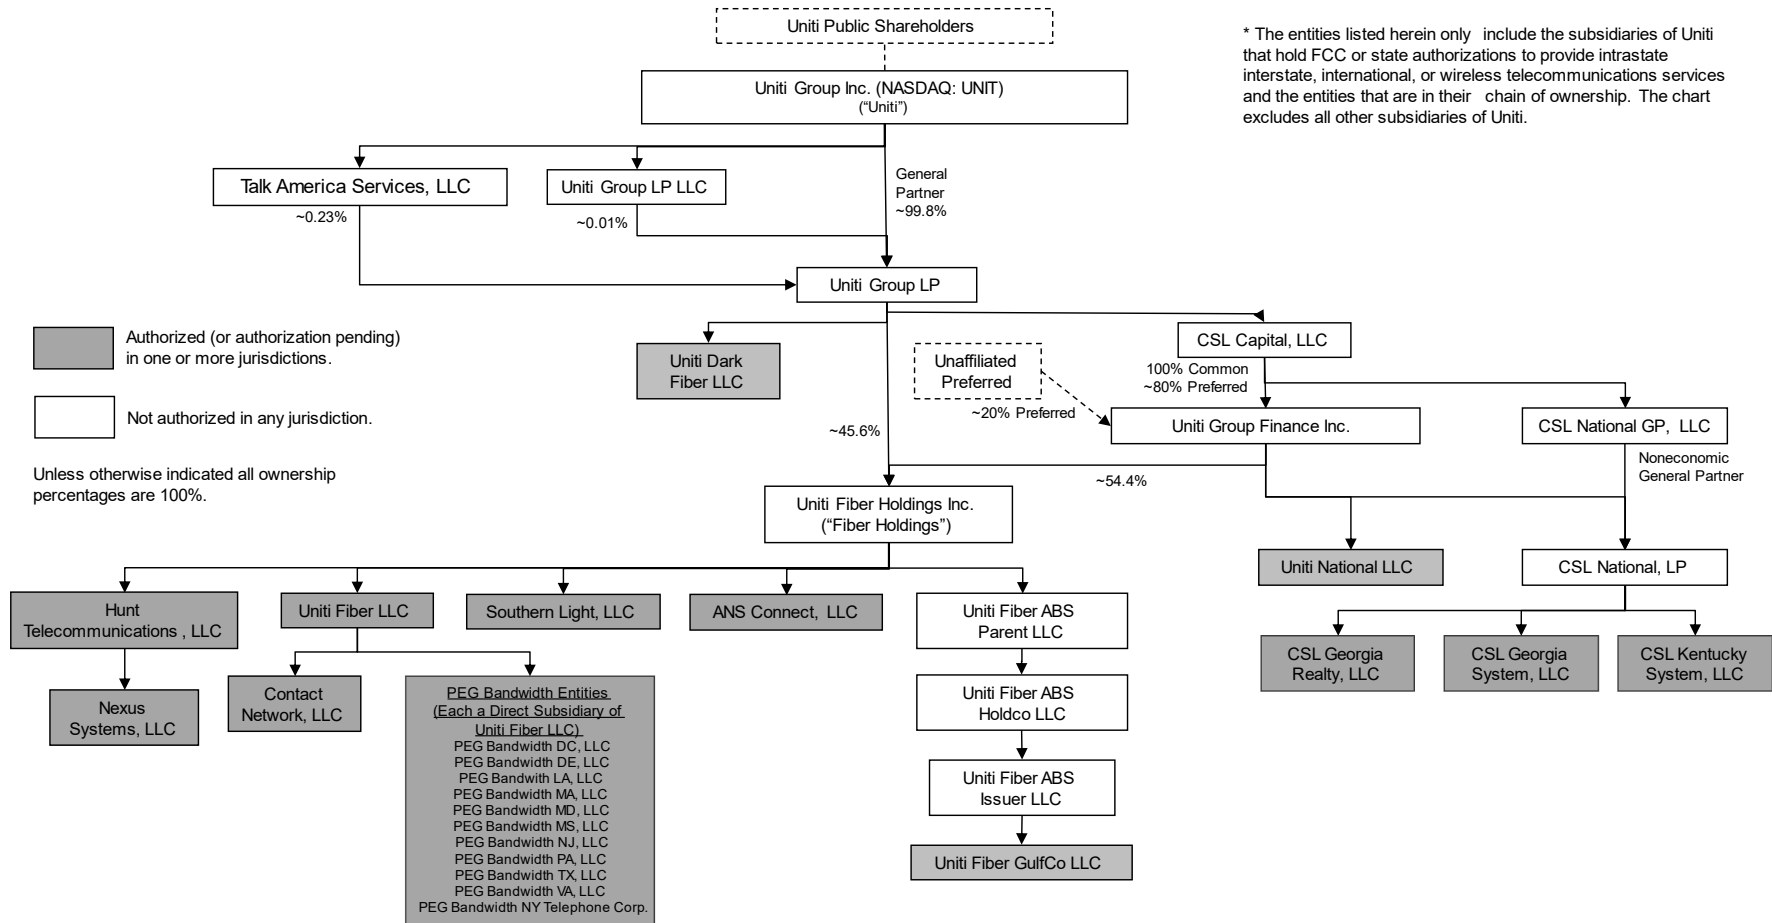 Uniti Public Shareholders
* The entities listed herein only include the subsidiaries of Uniti
that hold FCC or state authorizations to provide intrastate
interstate, international, or wireless telecommunications services
and the entities that are in their chain of ownership. The chart
excludes all other subsidiaries of Uniti.
Uniti Group Inc. (NASDAQ: UNIT)
(“Uniti”)
Talk America Services, LLC
Uniti Group LP LLC
General
Partner
~99.8%
~0.23%
~0.01%
Uniti Group LP
Authorized (or authorization pending)
in one or more jurisdictions.
Not authorized in any jurisdiction.
Unless otherwise indicated all ownership
percentages are 100%.
Uniti Dark
Fiber LLC
Unaffiliated
Preferred
CSL Capital, LLC
100% Common
~80% Preferred
~20% Preferred
~45.6%
Uniti Group Finance Inc.
CSL National GP, LLC
Noneconomic
General Partner
~54.4%
Uniti Fiber Holdings Inc.
(“Fiber Holdings”)
Uniti National LLC
CSL National, LP
Hunt
Telecommunications , LLC
Uniti Fiber LLC
Southern Light, LLC
ANS Connect, LLC
Uniti Fiber ABS
Parent LLC
CSL Georgia
Realty, LLC
CSL Georgia
System, LLC
CSL Kentucky
System, LLC
Nexus
Systems, LLC
Contact
Network, LLC
PEG Bandwidth Entities
(Each a Direct Subsidiary of
Uniti Fiber LLC)
PEG Bandwidth DC, LLC
PEG Bandwidth DE, LLC
PEG Bandwith LA, LLC
PEG Bandwidth MA, LLC
PEG Bandwidth MD, LLC
PEG Bandwidth MS, LLC
PEG Bandwidth NJ, LLC
PEG Bandwidth PA, LLC
PEG Bandwidth TX, LLC
PEG Bandwidth VA, LLC
PEG Bandwidth NY Telephone Corp.
Uniti Fiber ABS
Holdco LLC
Uniti Fiber ABS
Issuer LLC
Uniti Fiber GulfCo LLC